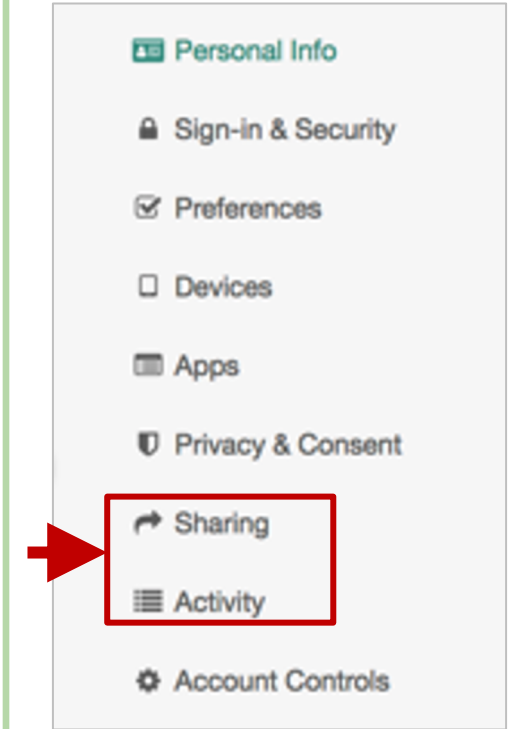 Personal Info
Sign-in & Security
Preferences
Devices
Apps
Privacy & Consent
Sharing
Activity
Account Controls